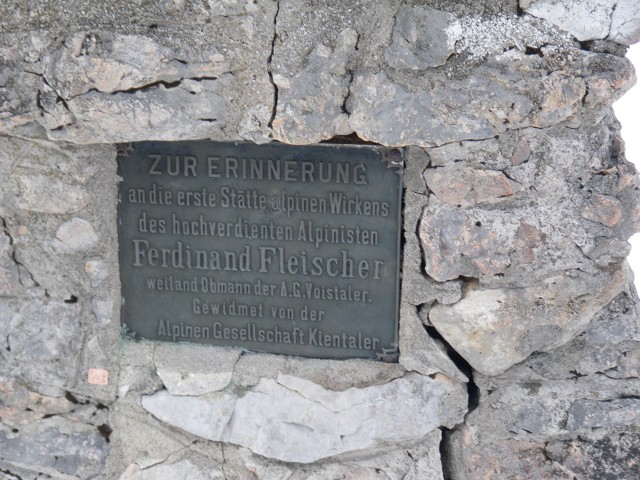 ZUR ERINNERUNG
an die erste Stätte alpinen Wirkens
des hochverdienten Alpinisten
Ferdinand Fleischer
weiland Obmann der A.G. Voistaler.
Gewidmet von der
Alpinen Gesellschaft Kientaler.